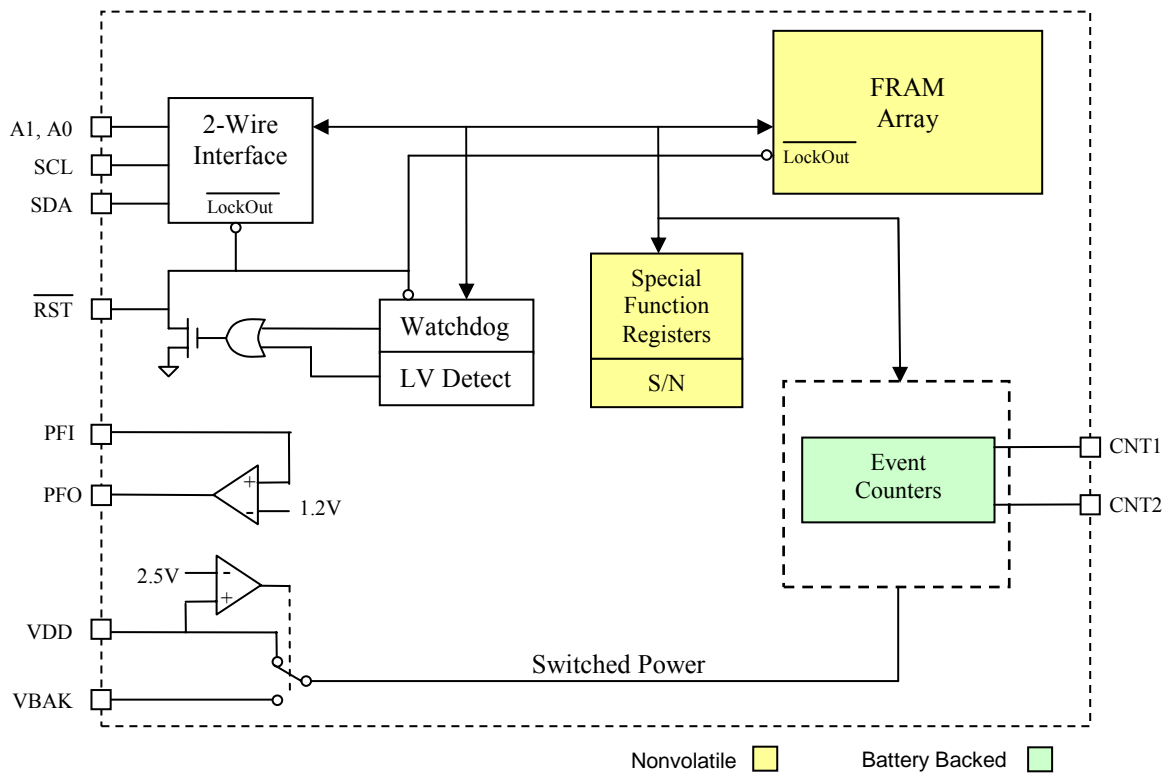 FRAM
Array
LockOut
A1, A0
SCL
SDA
2-Wire
Interface
LockOut
RST
Watchdog
LV Detect
Special
Function
Registers
S/N
PFI
PFO
+
-
1.2V
Event
Counters
CNT1
CNT2
2.5V
-
+
VDD
VBAK
Switched Power
Nonvolatile
Battery Backed